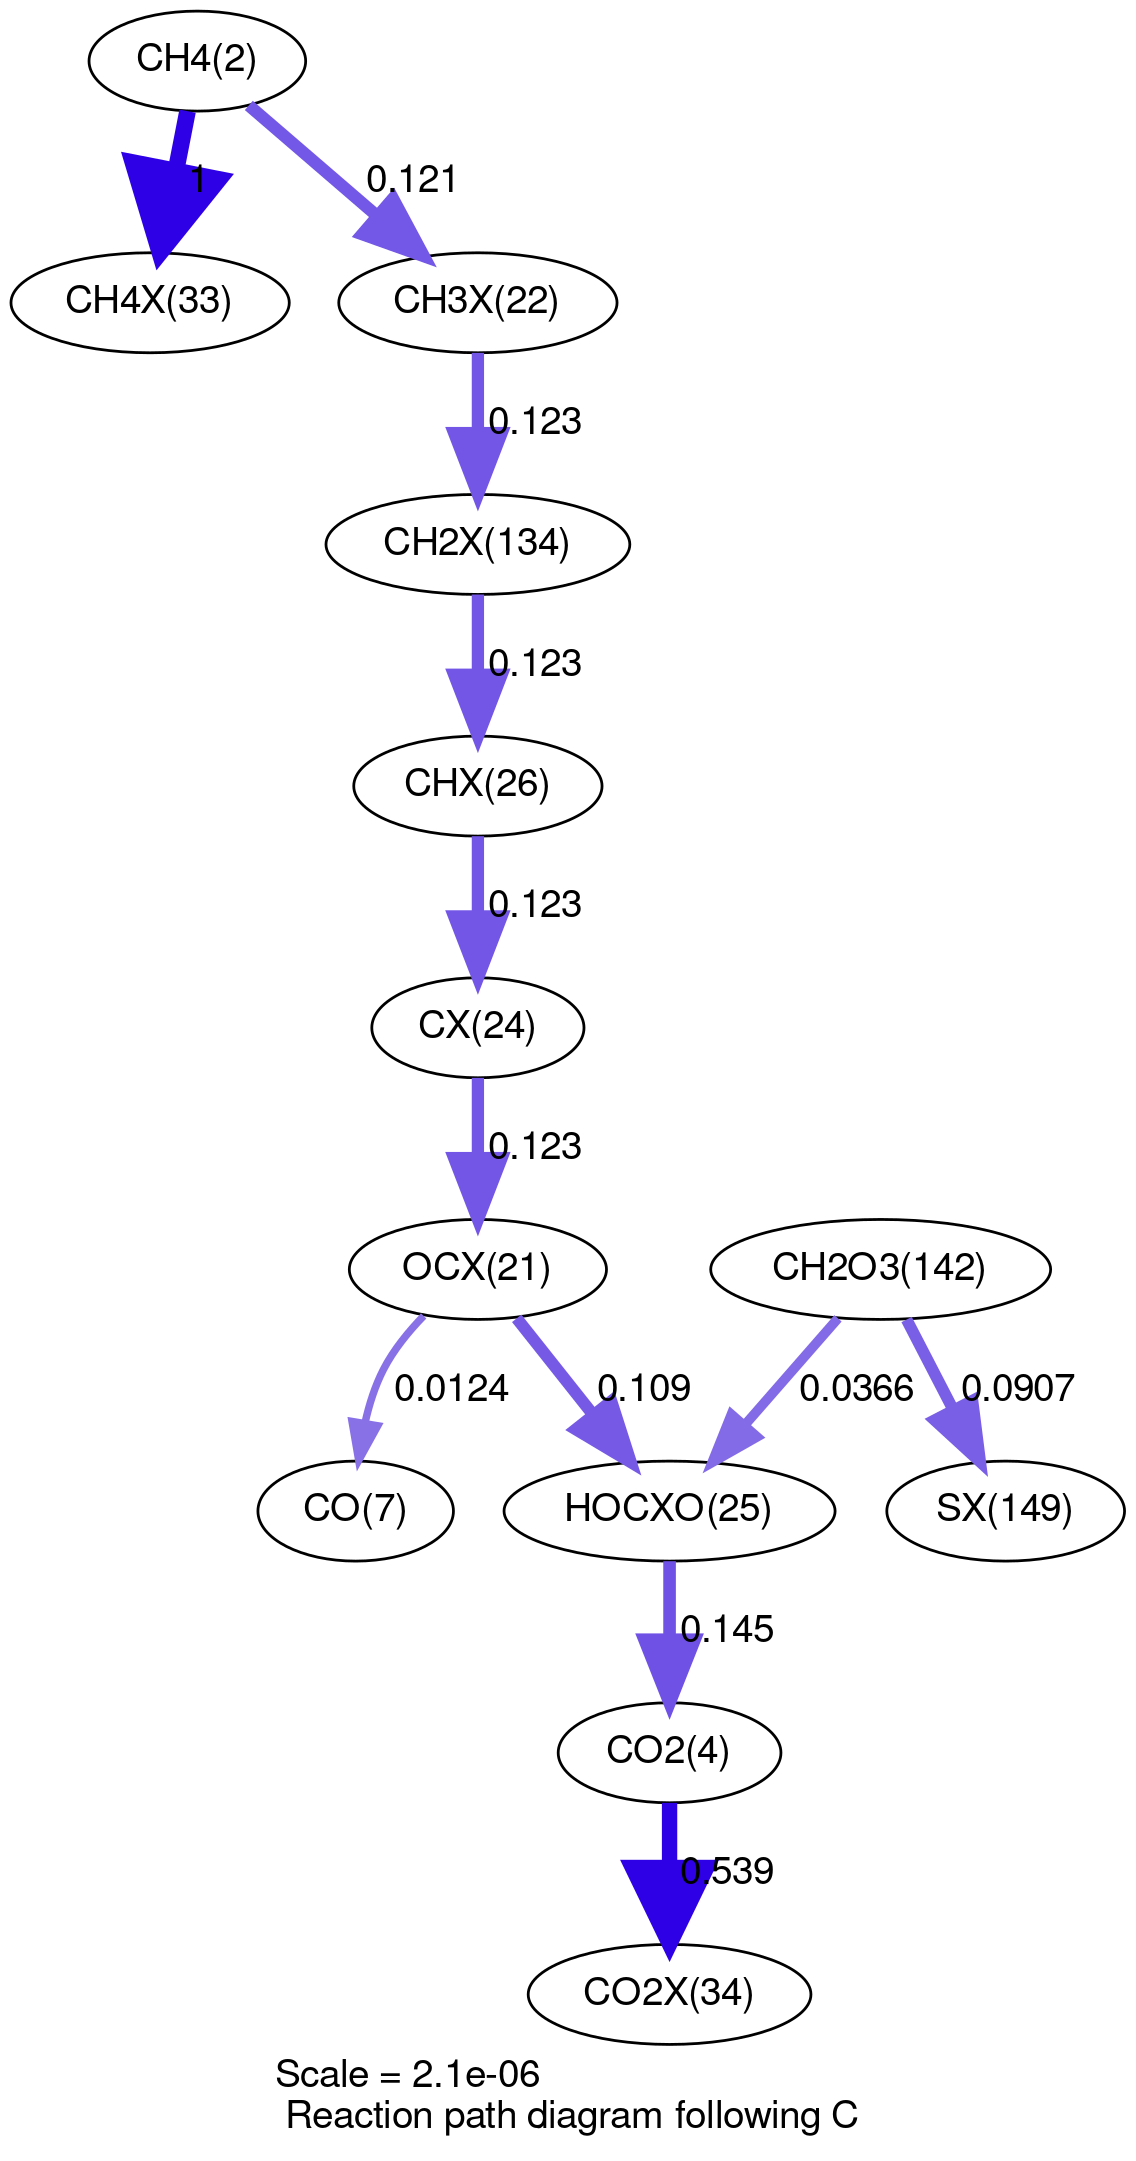 CH4(2)
1
0.121
CH4X(33)
CH3X(22)
0.123
CH2X(134)
0.123
CHX(26)
0.123
CX(24)
0.123
OCX(21)
CH2O3(142)
0.0124
0.109
0.0366
0.0907
CO(7)
HOCXO(25)
SX(149)
0.145
CO2(4)
0.539
CO2X(34)
Scale = 2.1e-06
Reaction path diagram following C